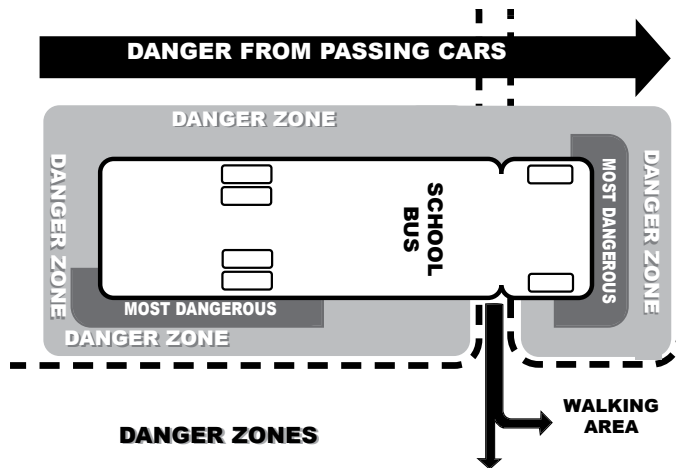 DANGER FROM PASSING CARS
DANGER ZONE
DANGER ZONE
SCHOOL
BUS
MOST DANGEROUS
DANGER ZONE
MOST DANGEROUS
DANGER ZONE
DANGER ZONES
WALKING
AREA